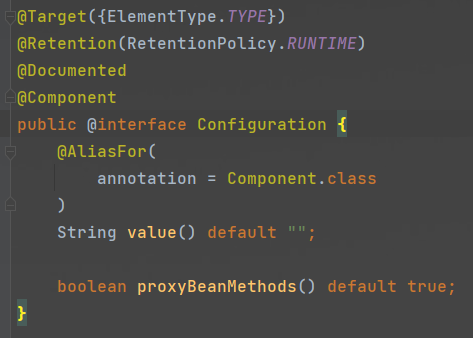 @Target({ElementType.TYPE})
@Retention(RetentionPolicy.RUNTIME)
@Documented
@Component
public @interface Configuration {
    @AliasFor(
        annotation = Component.class
    )
    String value() default "";

    boolean proxyBeanMethods() default true;
}